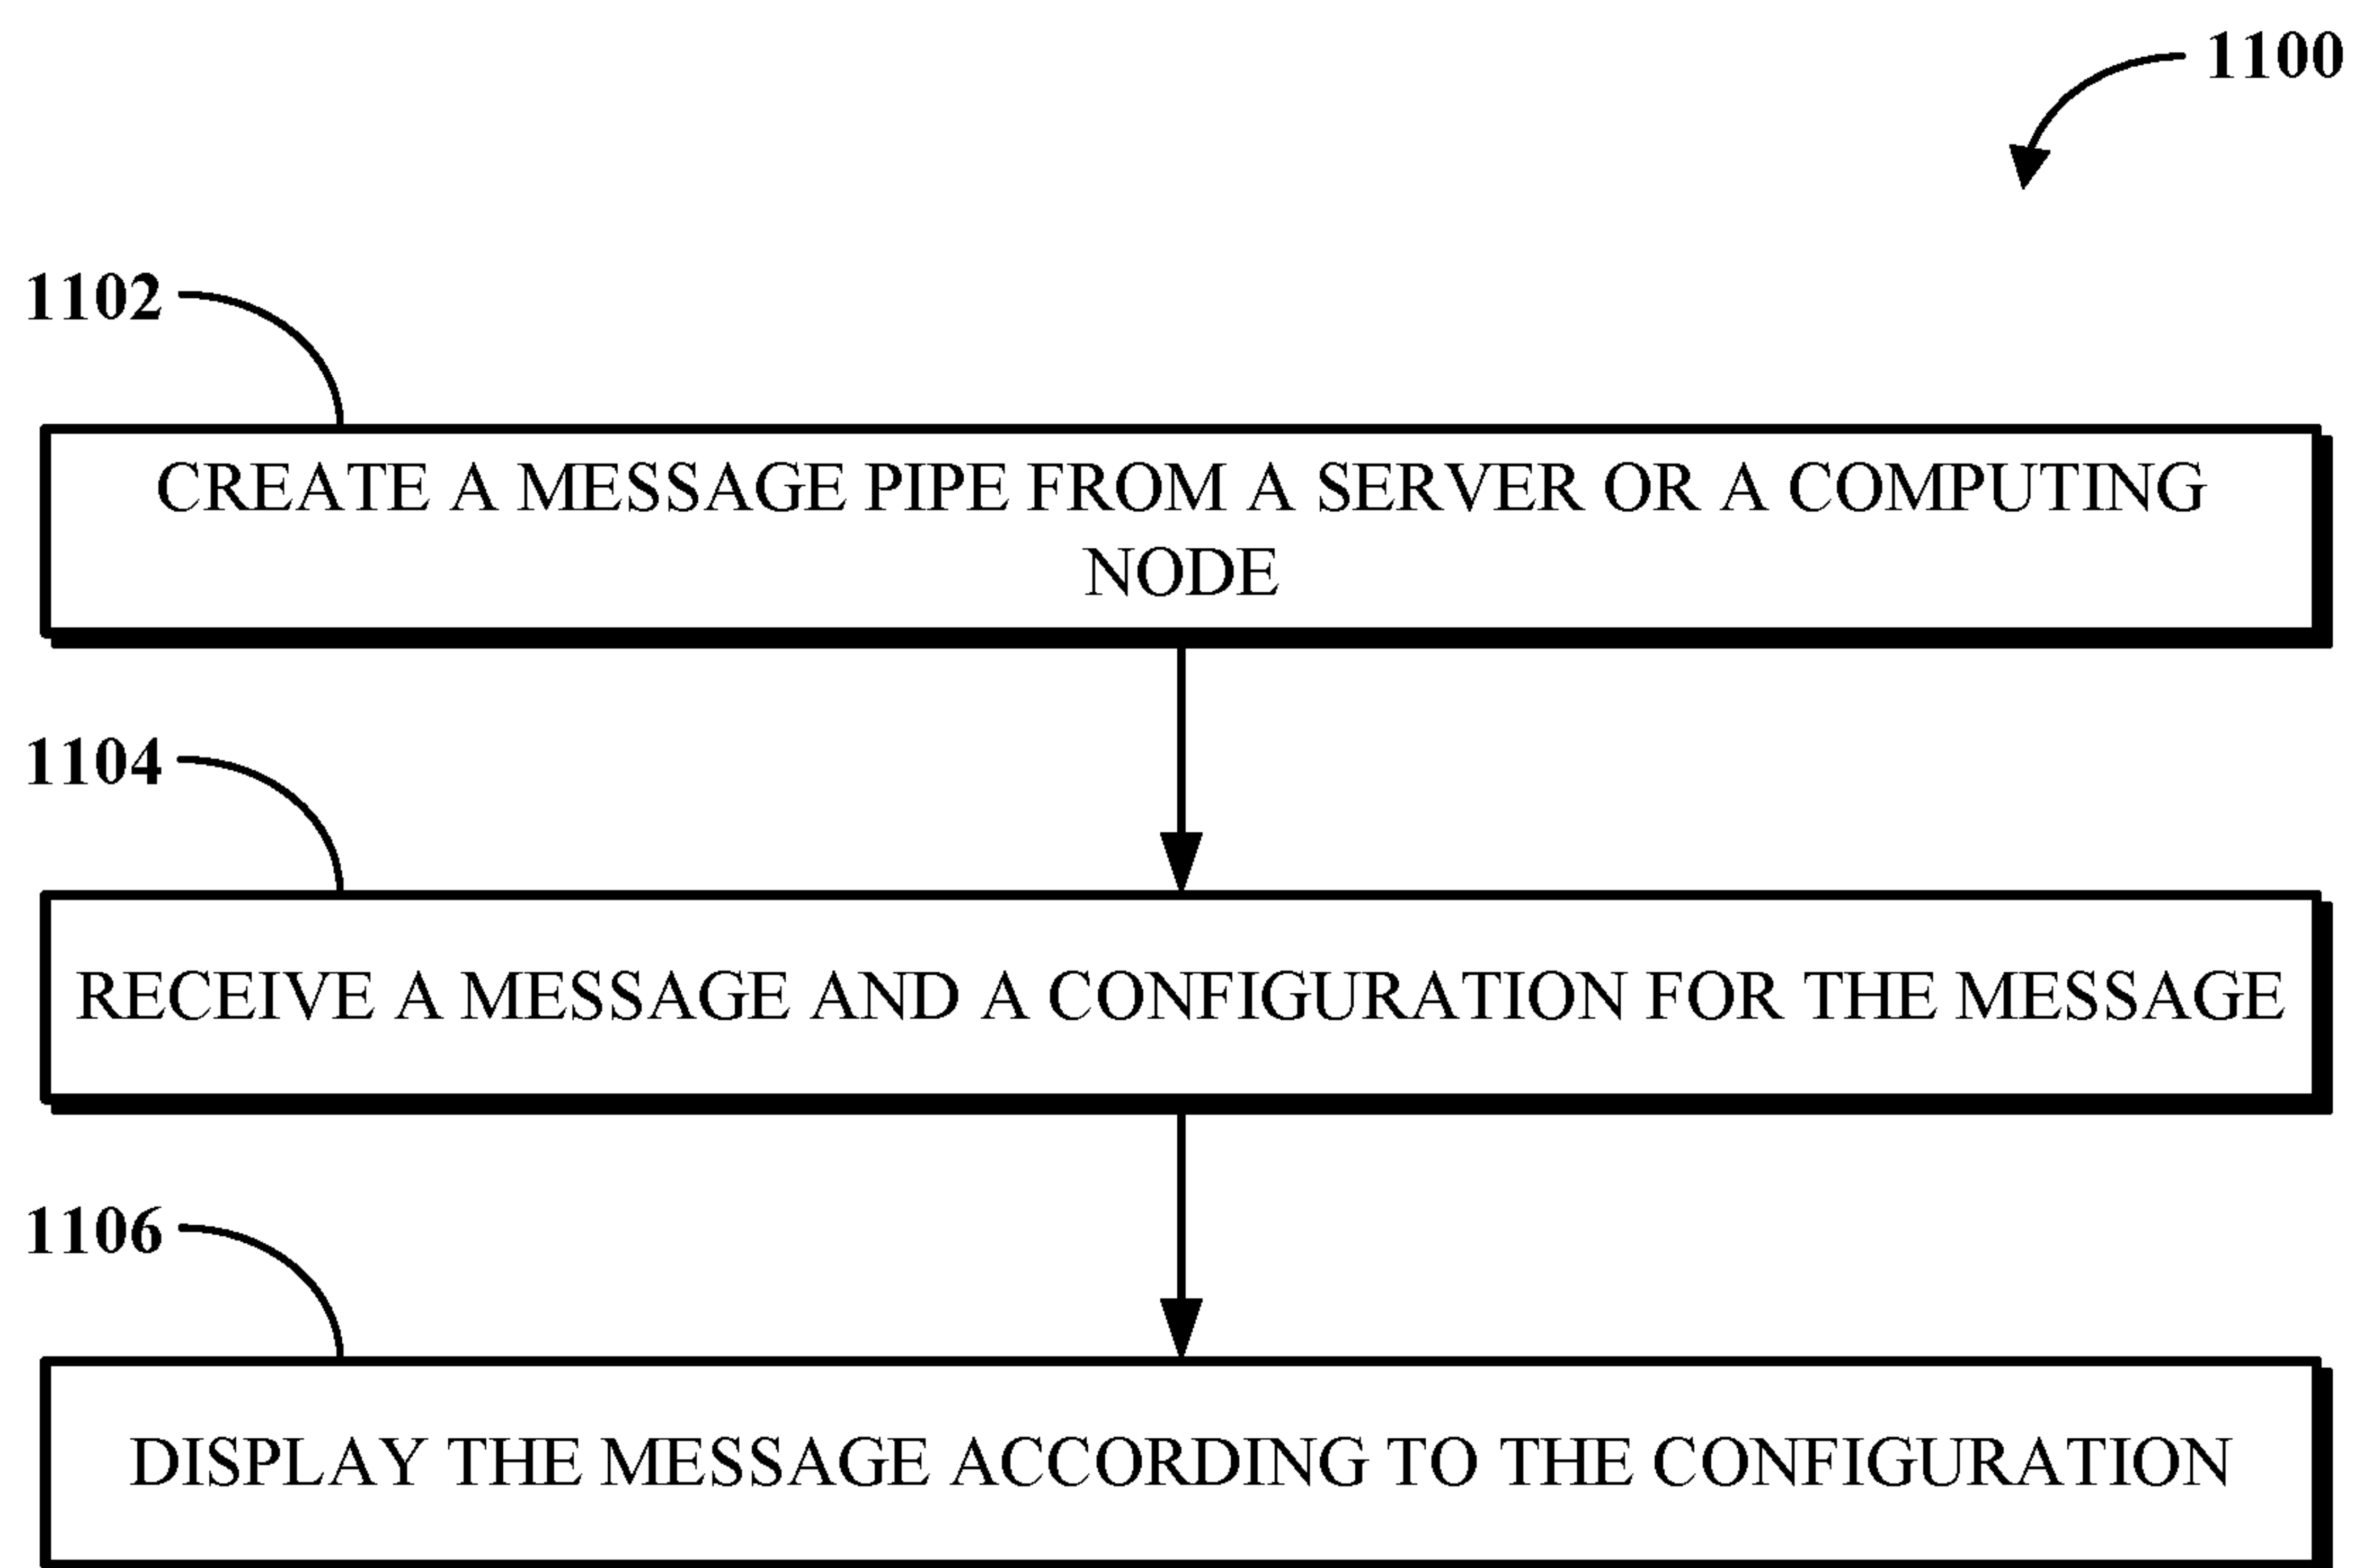 1100
1102
CREATE A MESSAGE PIPE FROM A SERVER OR A COMPUTING
NODE
1104
RECEIVE A MESSAGE AND A CONFIGURATION FOR THE MESSAGE
1106
DISPLAY THE MESSAGE ACCORDING TO THE CONFIGURATION